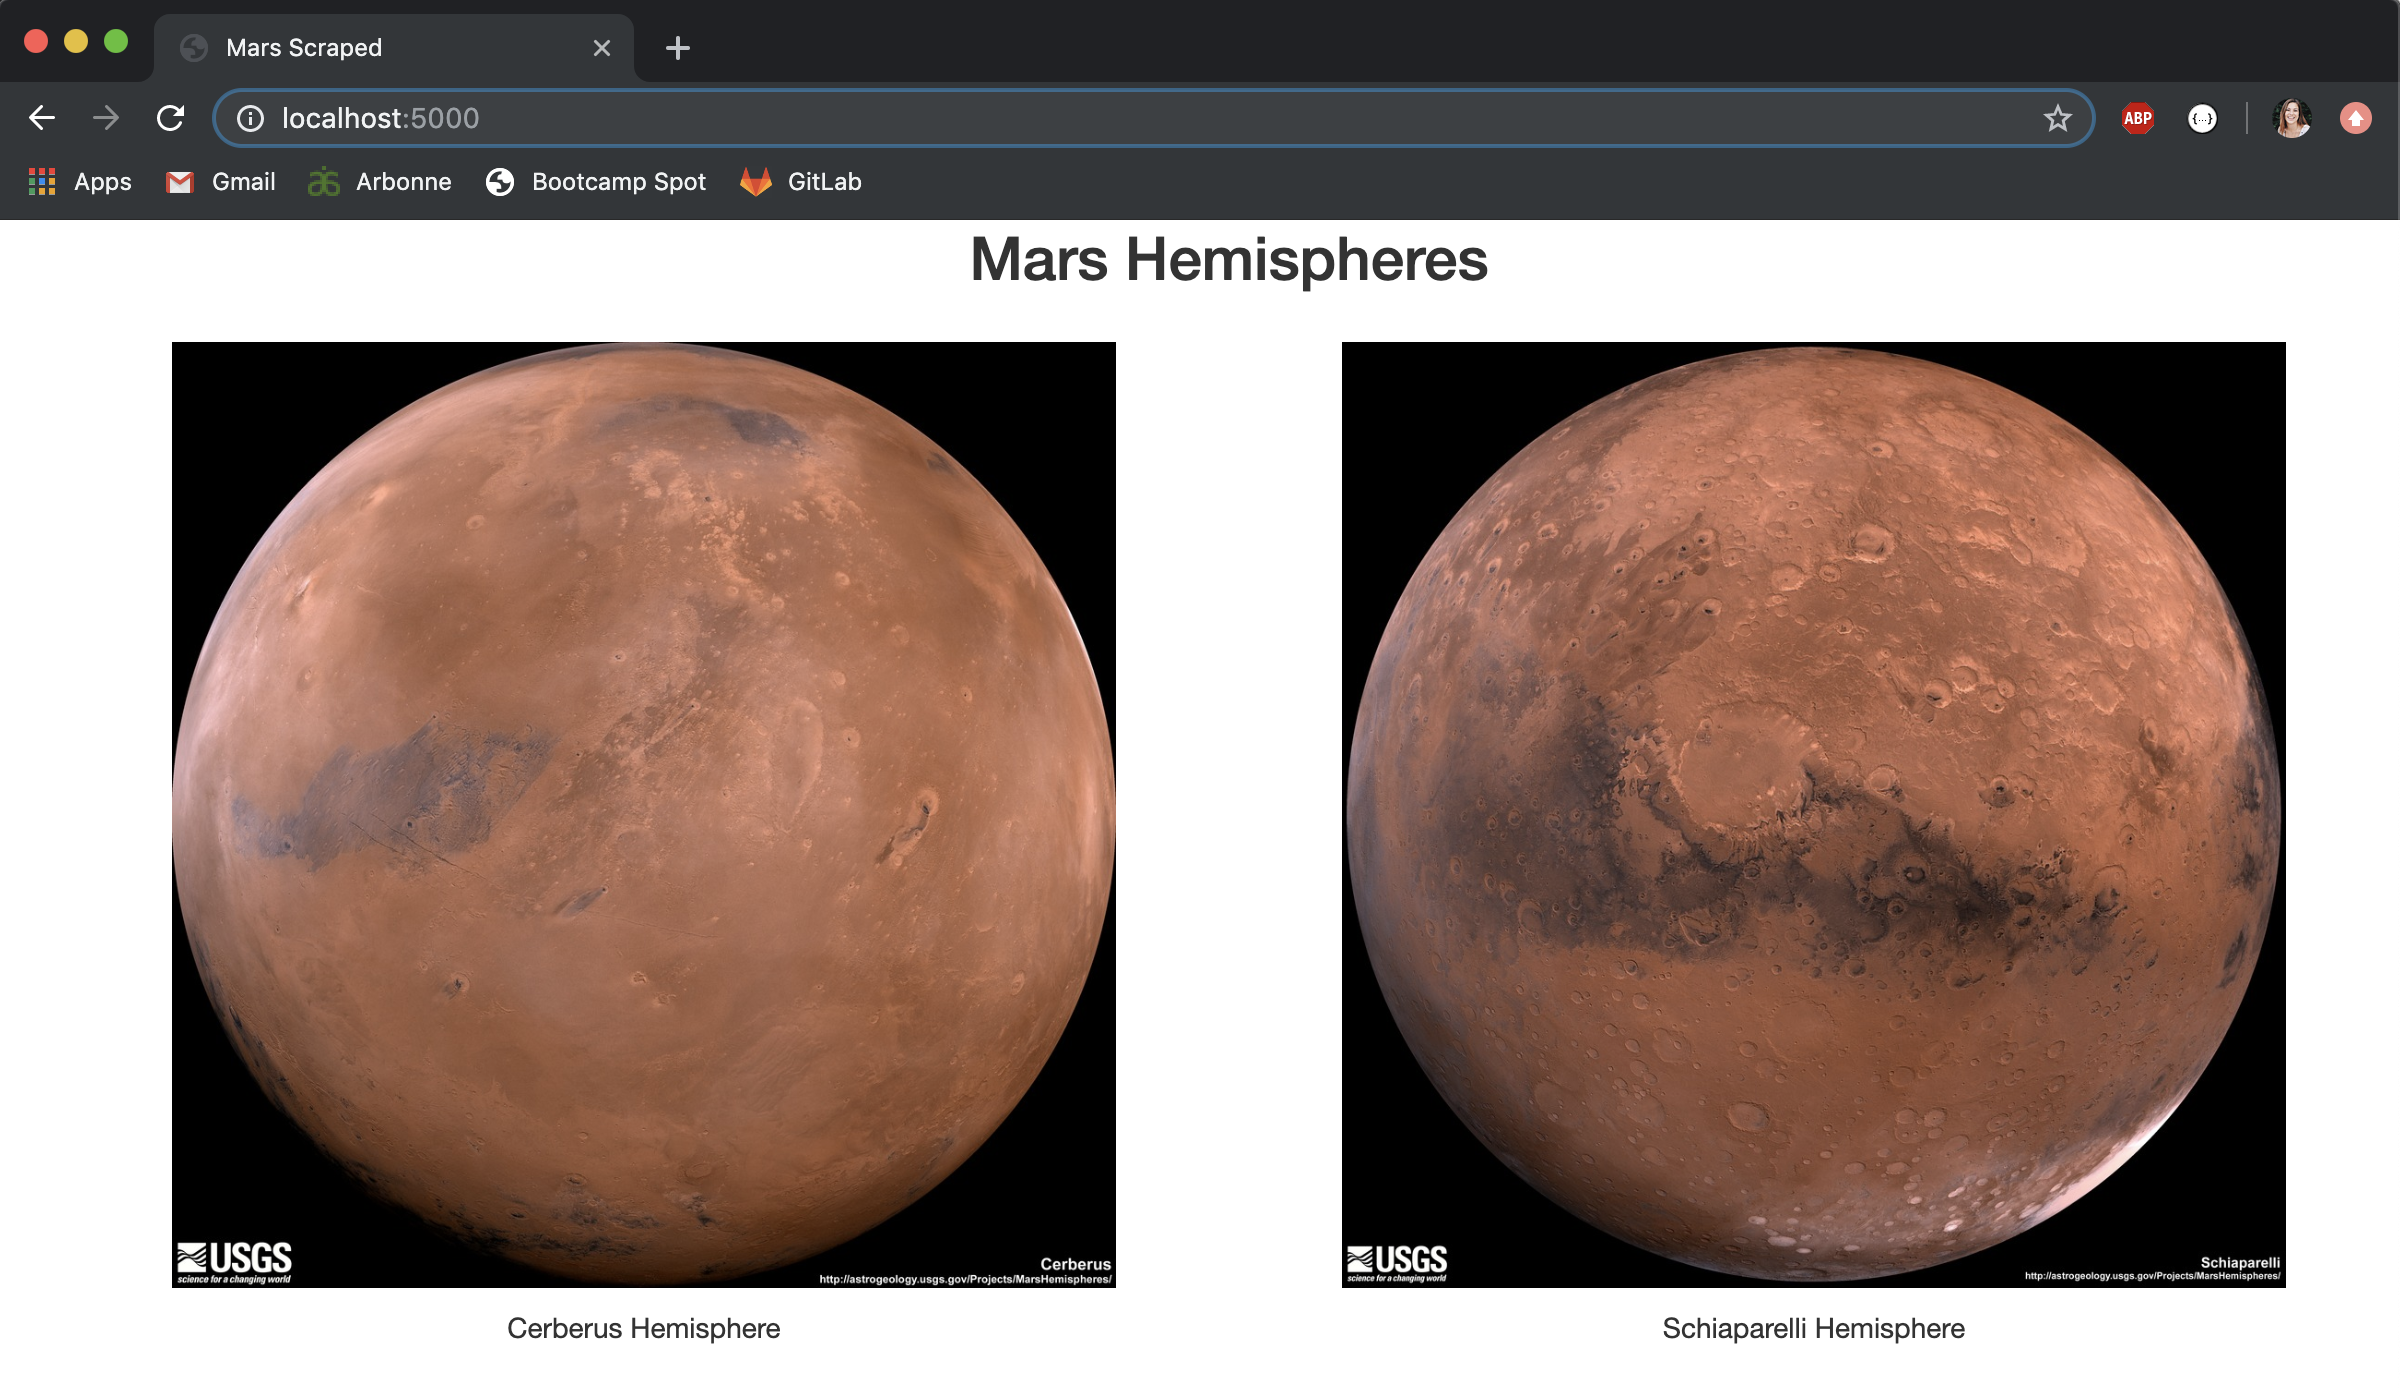 Mars Scraped
localhost:5000
ABP
{...}
Apps
Gmail
Arbonne
Bootcamp Spot
GitLab
Mars Hemispheres
USGS
science for a changing world
Cerberus
http://astrogeology.usgs.gov/Projects/MarsHemispheres/
USGS
science for a changing world
Schiaparelli
http://astrogeology.usgs.gov/Projects/MarsHemispheres/
Cerberus Hemisphere
Schiaparelli Hemisphere